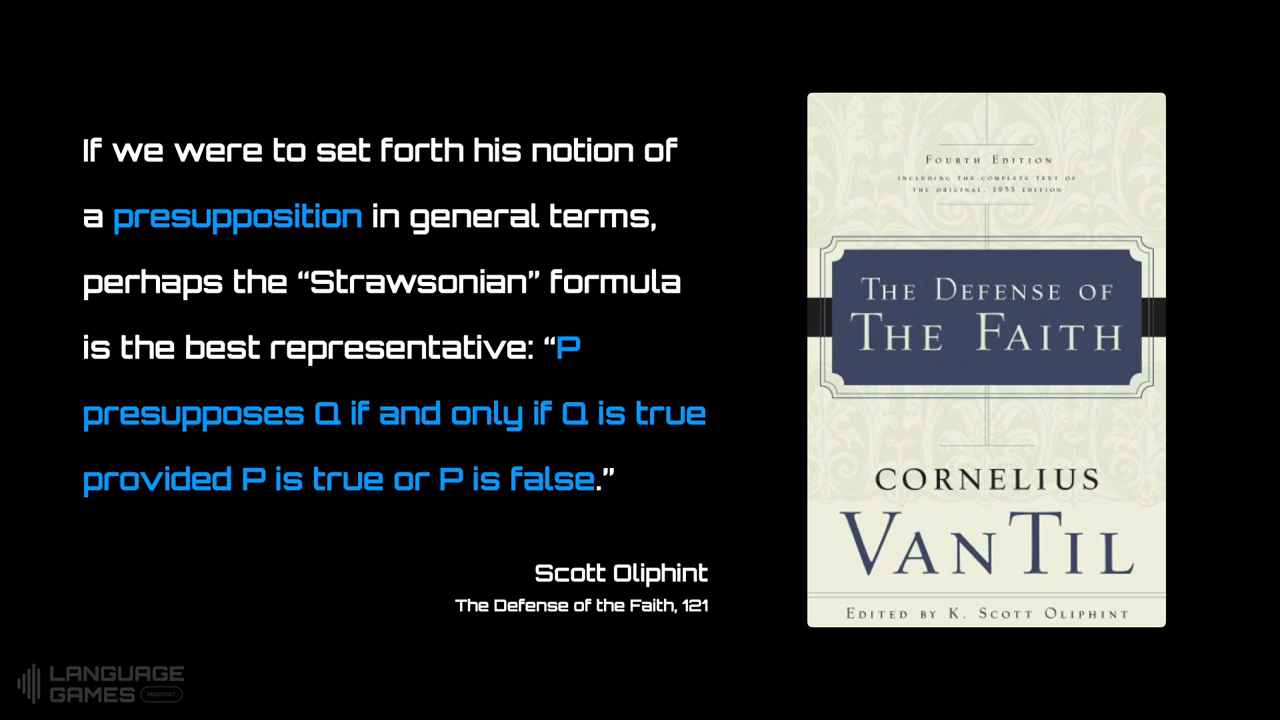 If we were to set forth his notion of
a presupposition in general terms,
perhaps the “Strawsonian” formula
is the best representative: “P
presupposes Q if and only if Q is true
provided P is true or P is false.”
Scott Oliphint
The Defense of the Faith, 121
FOURTH EDITION
INCLUDING THE COMPLETE TEXT OF
THE ORIGINAL, 1955 EDITION
THE DEFENSE OF
THE FAITH
CORNELIUS
VAN TIL
EDITED BY K. SCOTT OLIPHINT
LANGUAGE
GAMES PODCAST